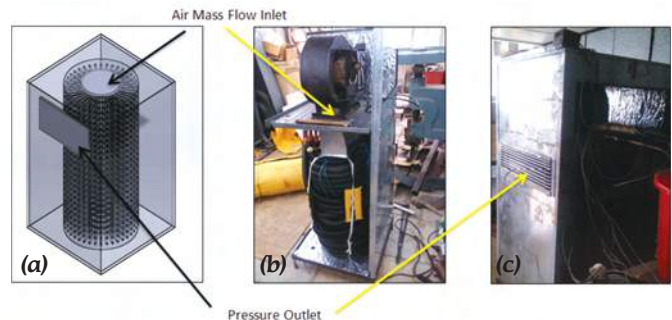 Air Mass Flow Inlet
(a)
(b)
(c)
Pressure Outlet